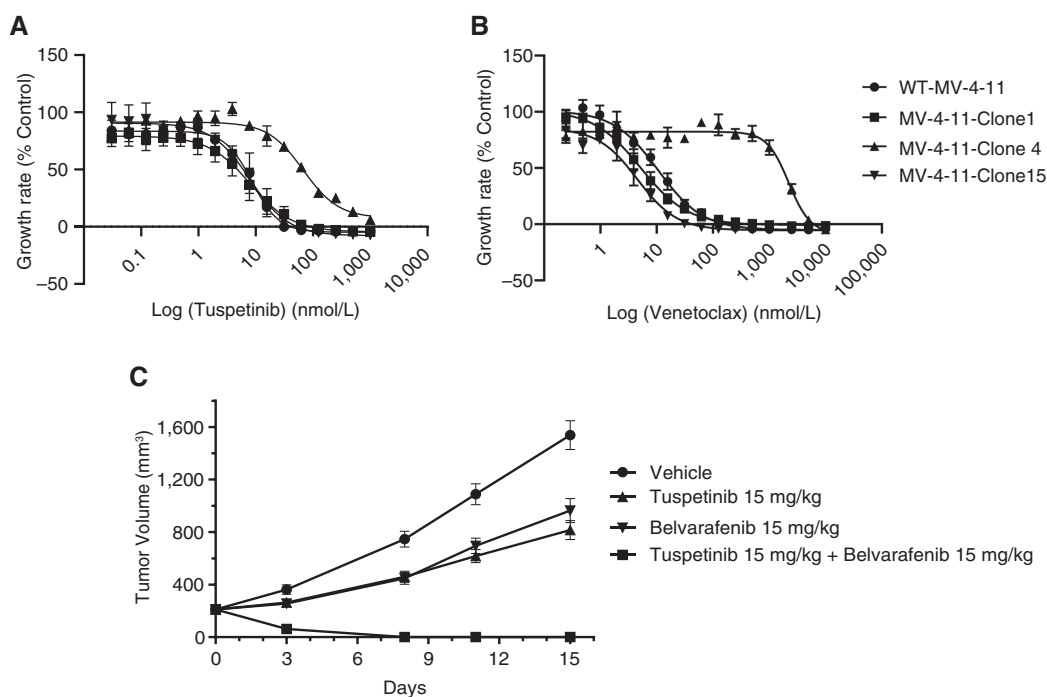 A
150
100
50
0
–50
Growth rate (% Control)
0.1
1
10
100
1,000
10,000
Log (Tuspetinib) (nmol/L)
B
150
100
50
0
–50
Growth rate (% Control)
1
10
100
1,000
10,000
100,000
Log (Venetoclax) (nmol/L)
WT-MV-4-11
MV-4-11-Clone1
MV-4-11-Clone 4
MV-4-11-Clone15
C
1,600
1,200
800
400
0
Tumor Volume (mm³)
0
3
6
9
12
15
Days
Vehicle
Tuspetinib 15 mg/kg
Belvarafenib 15 mg/kg
Tuspetinib 15 mg/kg + Belvarafenib 15 mg/kg